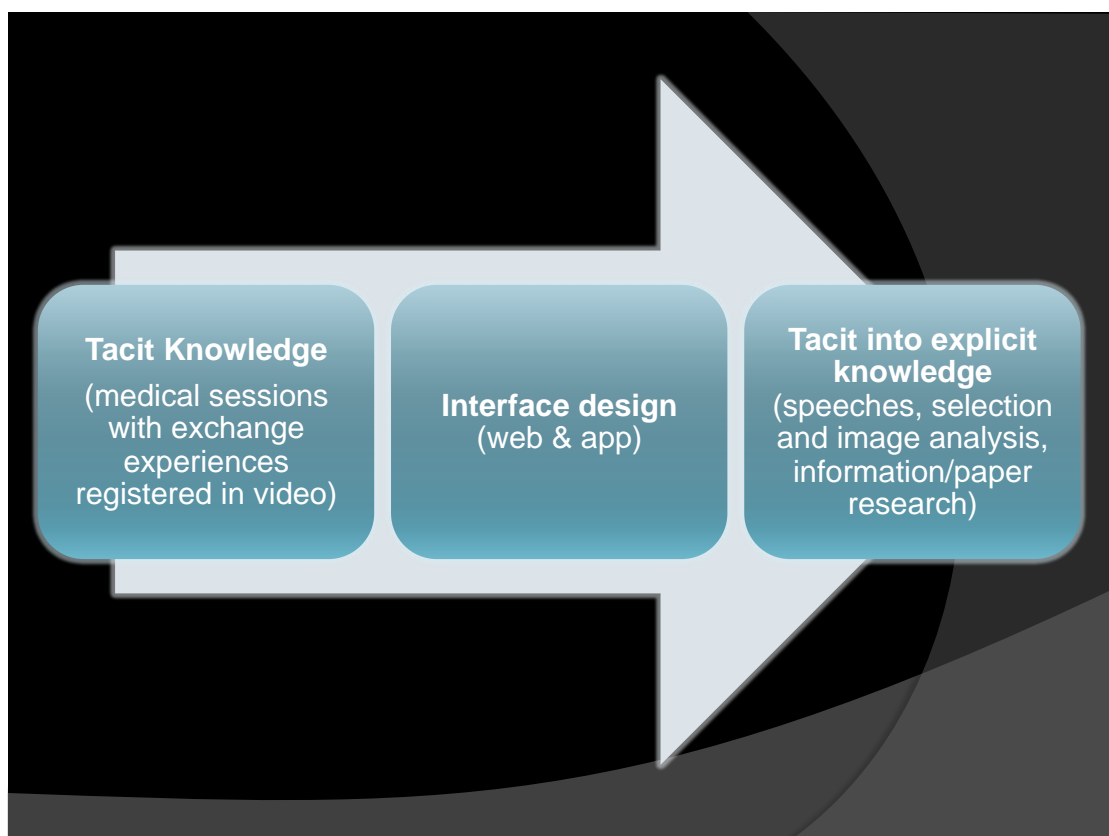 Tacit Knowledge
(medical sessions
with exchange
experiences
registered in video)
Interface design
(web & app)
Tacit into explicit
knowledge
(speeches, selection
and image analysis,
information/paper
research)